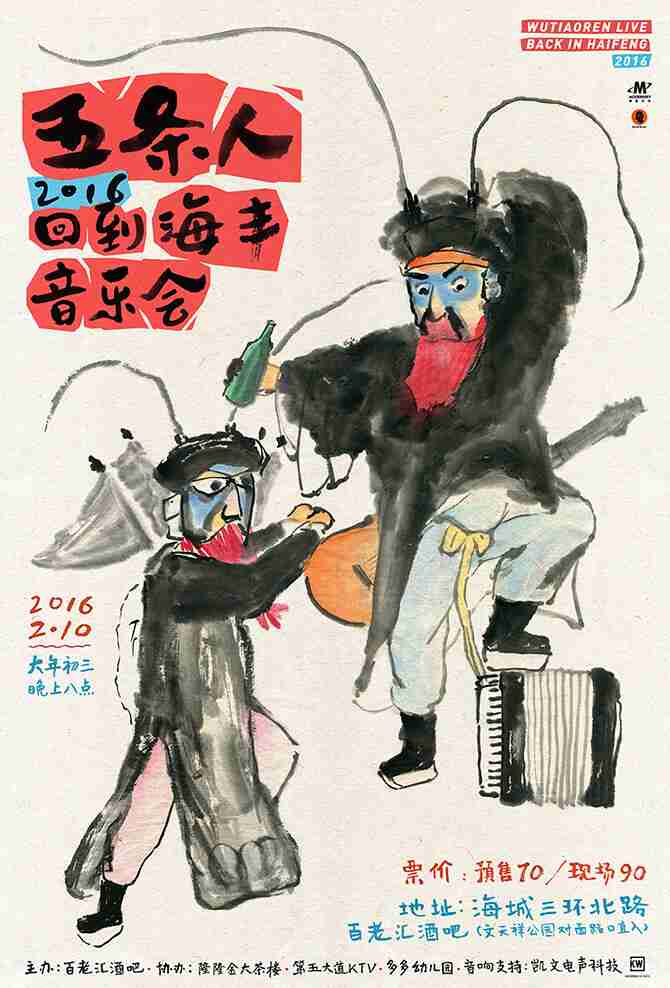 WUTIAOREN LIVE
BACK IN HAIFENG
2016
五条人
2016
回到海丰
音乐会
2016
2.10
大年初三
晚上八点
票价:预售70/现场90
地址:海城三环北路
百老汇酒吧(文天祥公园对面路口直入)
主办:百老汇酒吧·协办:隆隆金大茶楼·第五大道KTV·多多幼儿园·音响支持:凯文电声科技
KW